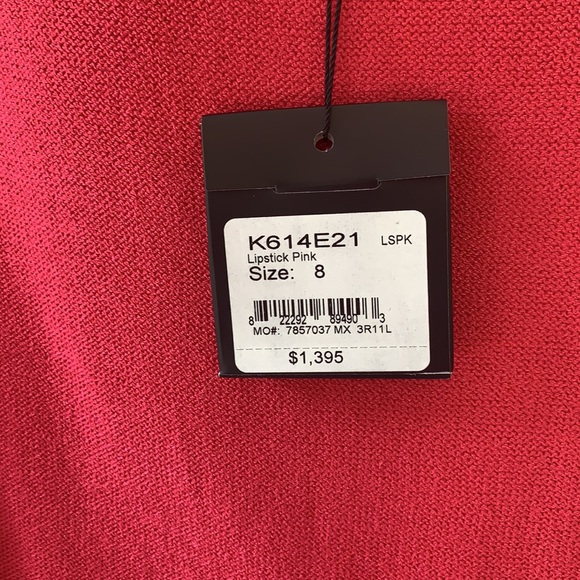 K614E21 LSPK
Lipstick Pink
Size: 8
8 22292 89490 3
MO#: 7857037 MX 3R11L
$1,395